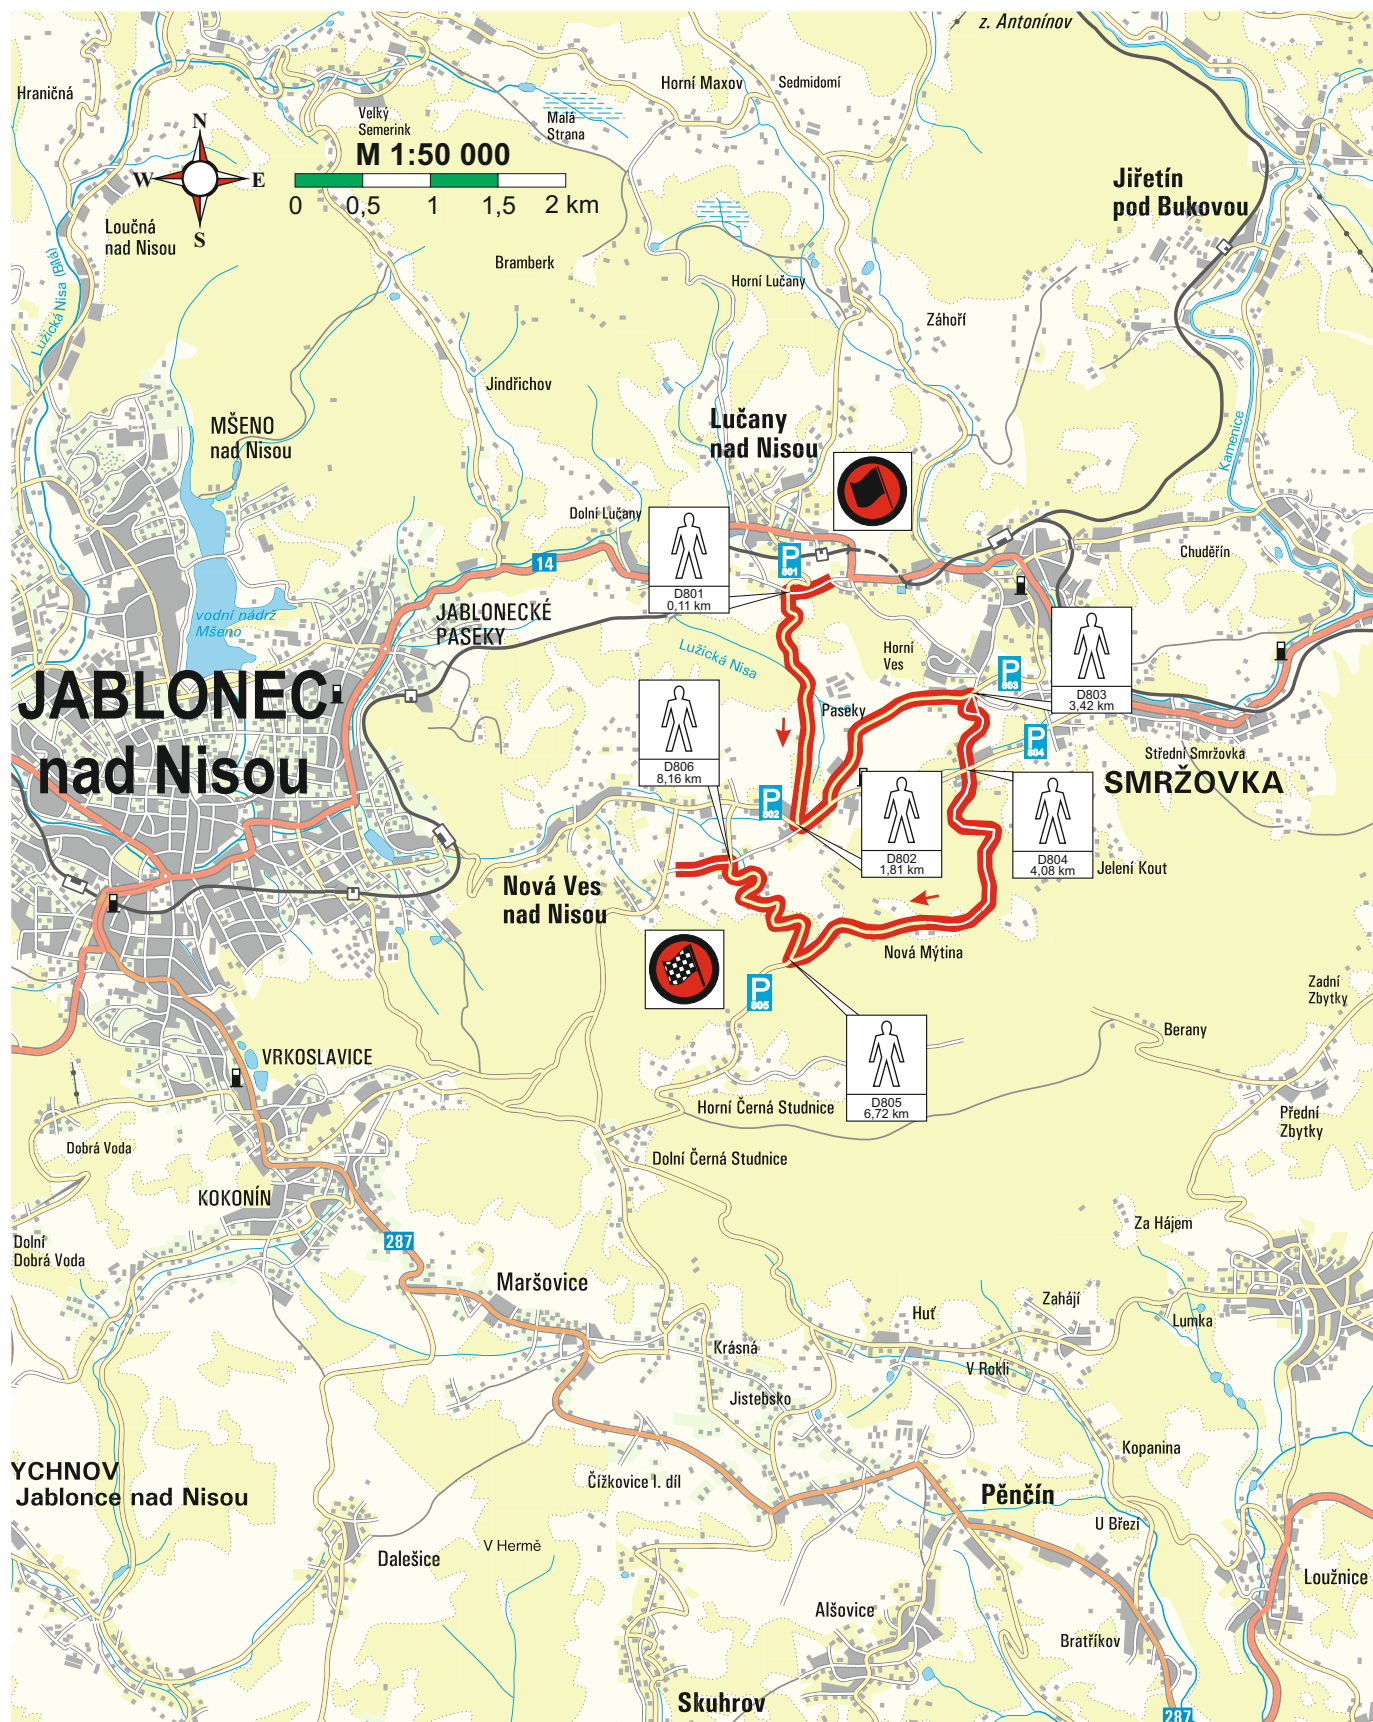 z. Antonínov
Hraničná
Horní Maxov
Sedmidomí
Velký
Semerink
Malá
Strana
N
W
E
S
M 1:50 000
0
0,5
1
1,5
2 km
Jiřetín
pod Bukovou
Loučná
nad Nisou
Lužická Nisa (Bílá)
Bramberk
Horní Lučany
Záhoří
Jindřichov
MŠENO
nad Nisou
Lučany
nad Nisou
Kamenice
Dolní Lučany
14
P
801
Chuděřín
D801
0,11 km
vodní nádrž
Mšeno
JABLONECKÉ
PASEKY
Lužická Nisa
Horní
Ves
P
803
D803
3,42 km
JABLONEC
nad Nisou
Paseky
D806
8,16 km
P
804
Střední Smržovka
SMRŽOVKA
P
802
D802
1,81 km
D804
4,08 km
Jelení Kout
Nová Ves
nad Nisou
Nová Mýtina
P
805
Zadní
Zbytky
Berany
VRKOSLAVICE
D805
6,72 km
Horní Černá Studnice
Přední
Zbytky
Dobrá Voda
Dolní Černá Studnice
KOKONÍN
Dolní
Dobrá Voda
287
Za Hájem
Maršovice
Huť
Zahájí
Lumka
Krásná
V Rokli
Jistebsko
Kopanina
YCHNOV
Jablonce nad Nisou
Čížkovice I. díl
Pěnčín
U Březí
V Hermě
Dalešice
Loužnice
Alšovice
Bratříkov
Skuhrov
287